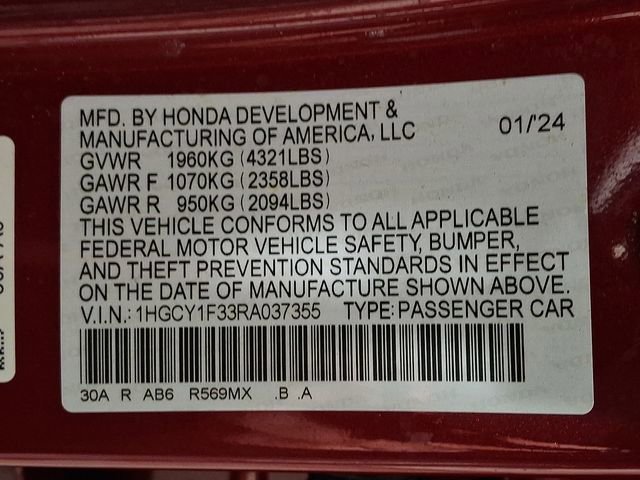 MFD. BY HONDA DEVELOPMENT &
MANUFACTURING OF AMERICA, LLC 01/'24
GVWR 1960KG (4321LBS)
GAWR F 1070KG (2358LBS)
GAWR R 950KG (2094LBS)
THIS VEHICLE CONFORMS TO ALL APPLICABLE
FEDERAL MOTOR VEHICLE SAFETY, BUMPER,
AND THEFT PREVENTION STANDARDS IN EFFECT
ON THE DATE OF MANUFACTURE SHOWN ABOVE.
V.I.N.: 1HGCY1F33RA037355 TYPE: PASSENGER CAR
30A R AB6 R569MX .B .A